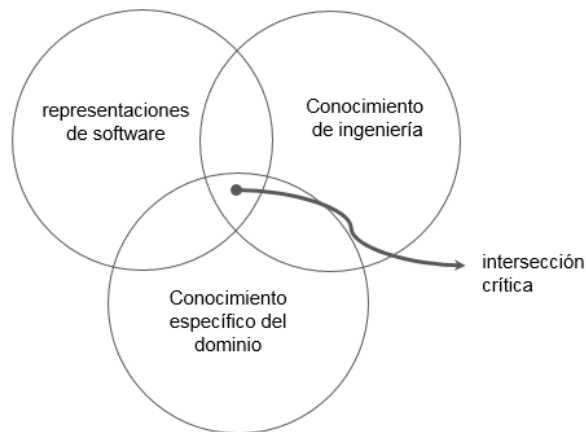 representaciones
de software
Conocimiento
de ingeniería
intersección
crítica
Conocimiento
específico del
dominio